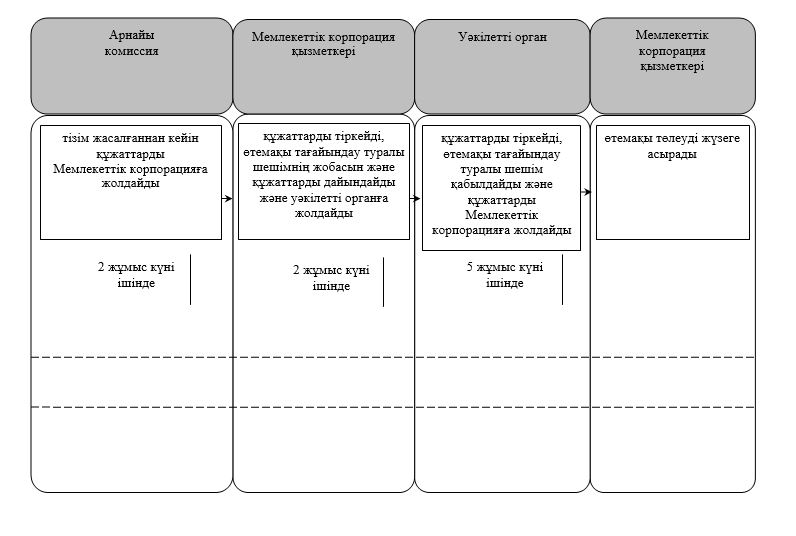 Арнайы
комиссия
Мемлекеттік корпорация
қызметкері
Уәкілетті орган
Мемлекеттік
корпорация
қызметкері
тізім жасалғаннан кейін
құжаттарды
Мемлекеттік корпорацияға
жолдайды
құжаттарды тіркейді,
өтемақы тағайындау туралы
шешімнің жобасын және
құжаттарды дайындайды
және уәкілетті органға
жолдайды
құжаттарды тіркейді,
өтемақы тағайындау
туралы шешім
қабылдайды және
құжаттарды
Мемлекеттік
корпорацияға жолдайды
өтемақы төлеуді жүзеге
асырады
2 жұмыс күні
ішінде
2 жұмыс күні
ішінде
5 жұмыс күні
ішінде